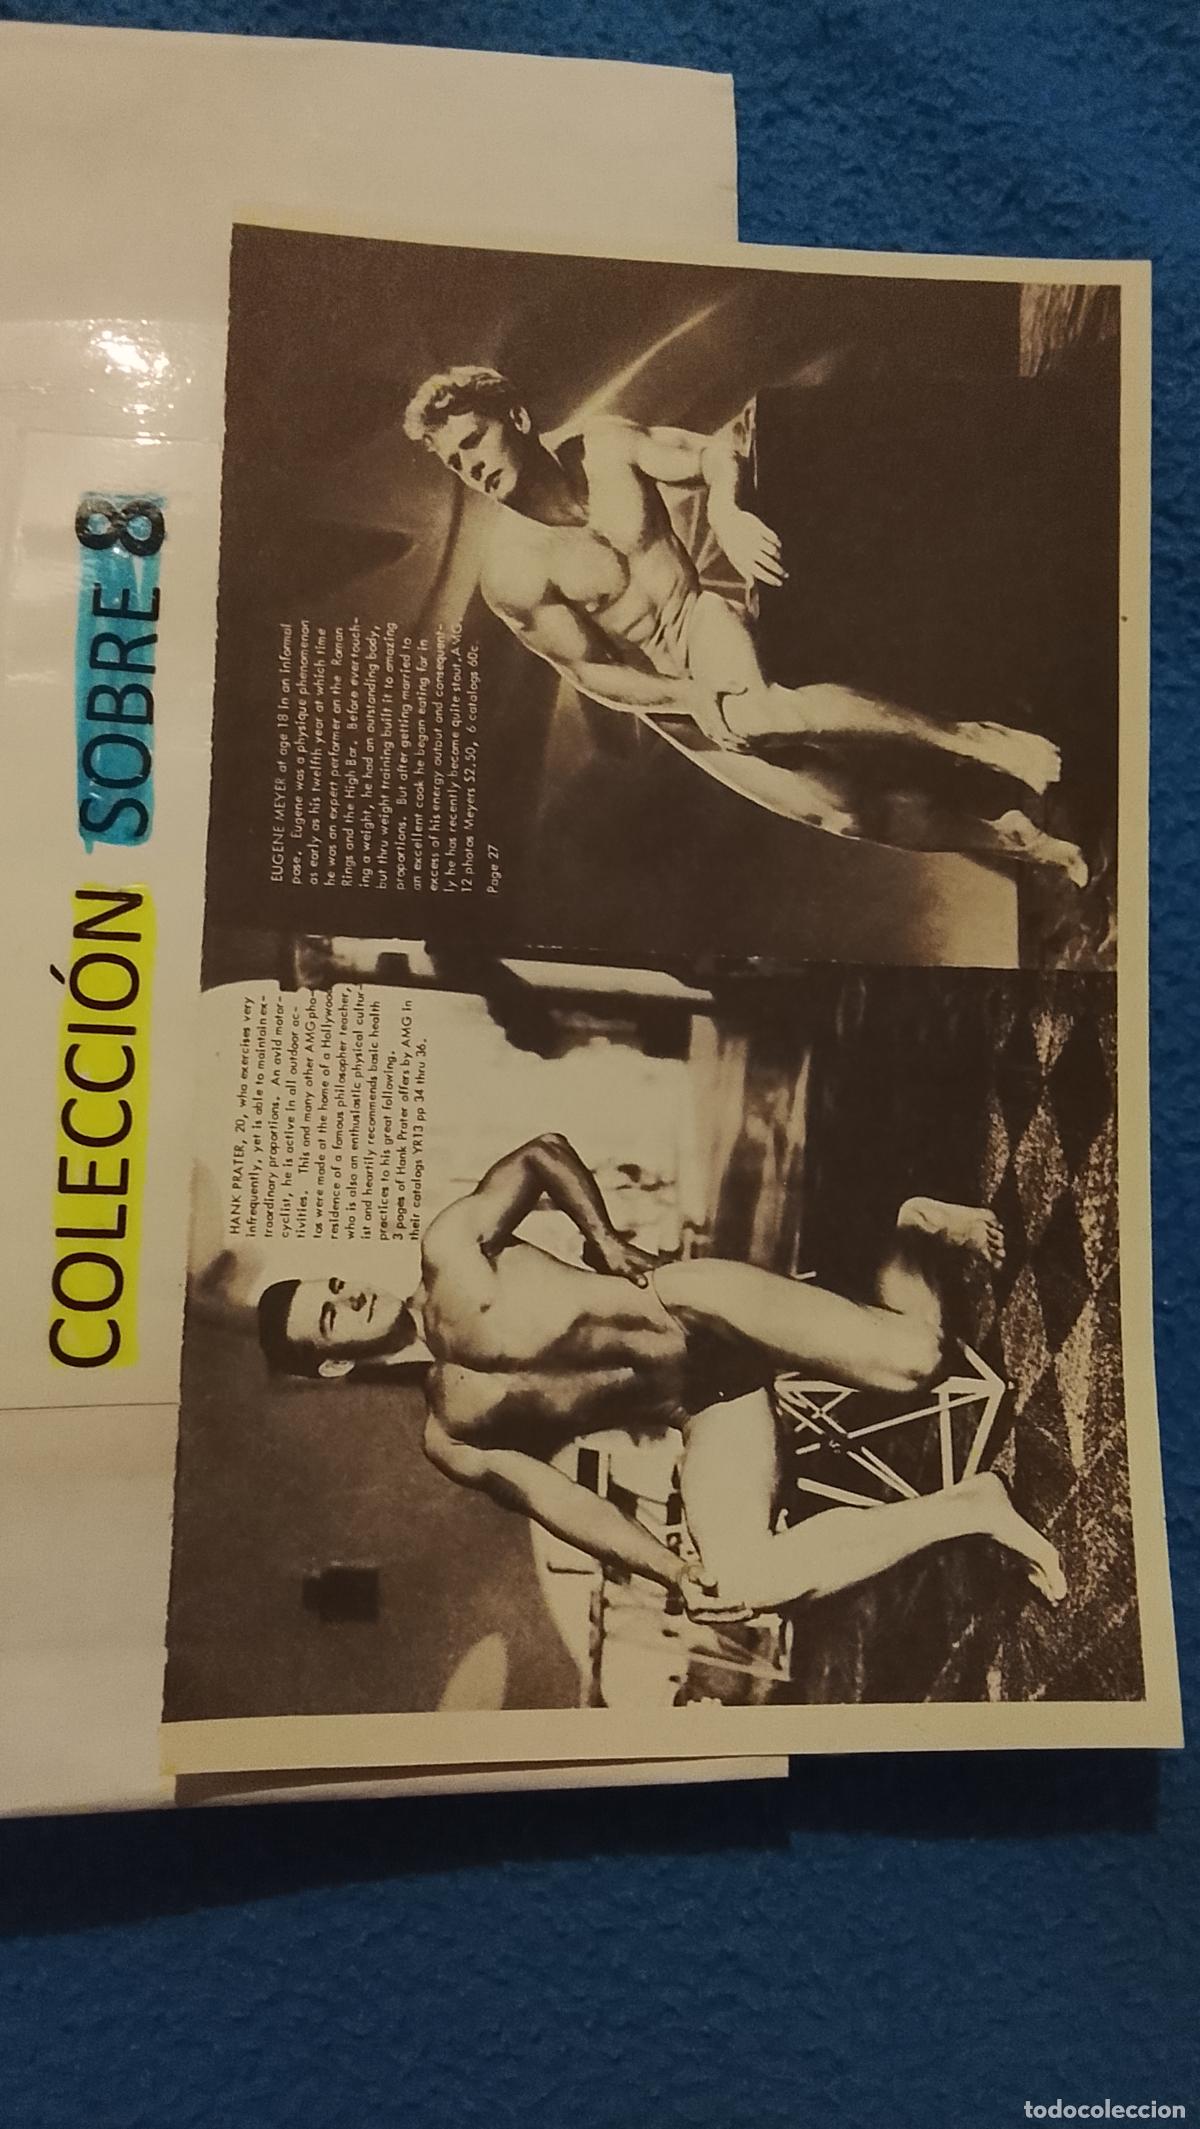 COLECCIÓN SOBRE 8
HANK PRATER, 20, who exercises very
infrequently, yet is able to maintain ex-
traordinary proportions. An avid motor-
cyclist, he is active in all outdoor ac-
tivities. This and many other AMG pho-
tos were made at the home of a Hollywood
residence of a famous philosopher teacher,
who is also an enthusiastic physical cultur-
ist and heartily recommends basic health
practices to his great following.
3 pages of Hank Prater offers by AMG in
their catalogs YR13 pp 34 thru 36.
EUGENE MEYER at age 18 In an informal
pose. Eugene was a physique phenomenon
as early as his twelfth year at which time
he was an expert performer on the Roman
Rings and the High Bar. Before ever touch-
ing a weight, he had an outstanding body,
but thru weight training built it to amazing
proportions. But after getting married to
an excellent cook he began eating far in
excess of his energy output and consequent-
ly he has recently become quite stout. AMG
12 photos Meyers $2.50, 6 catalogs 60c
Page 27
todocoleccion